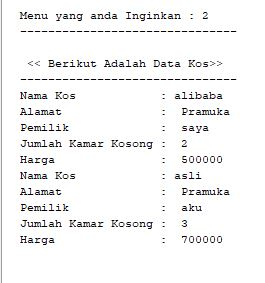 Menu yang anda Inginkan : 2
-------------------------------
<< Berikut Adalah Data Kos>>
-------------------------------
Nama Kos : alibaba
Alamat : Pramuka
Pemilik : saya
Jumlah Kamar Kosong : 2
Harga : 500000
Nama Kos : asli
Alamat : Pramuka
Pemilik : aku
Jumlah Kamar Kosong : 3
Harga : 700000